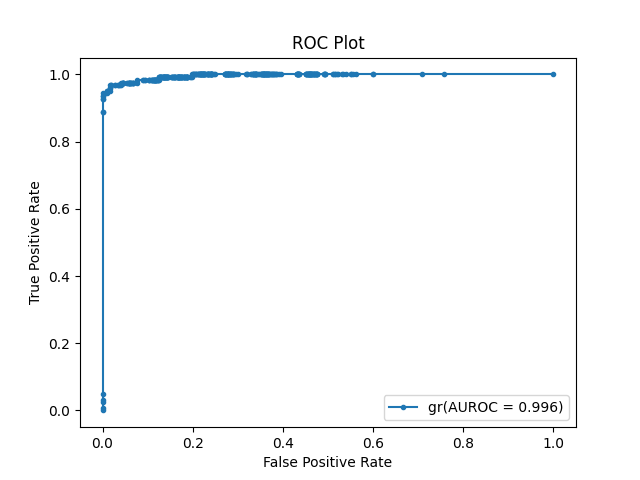 ROC Plot
1.0
0.8
0.6
0.4
0.2
0.0
True Positive Rate
gr(AUROC = 0.996)
0.0 0.2 0.4 0.6 0.8 1.0
False Positive Rate